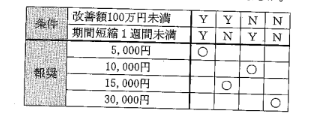 条件 改善額100万円未満 Y Y N N
期間短縮1週間未満 Y N Y N
報奨 5,000円 ○
10,000円 ○
15,000円 ○
30,000円 ○